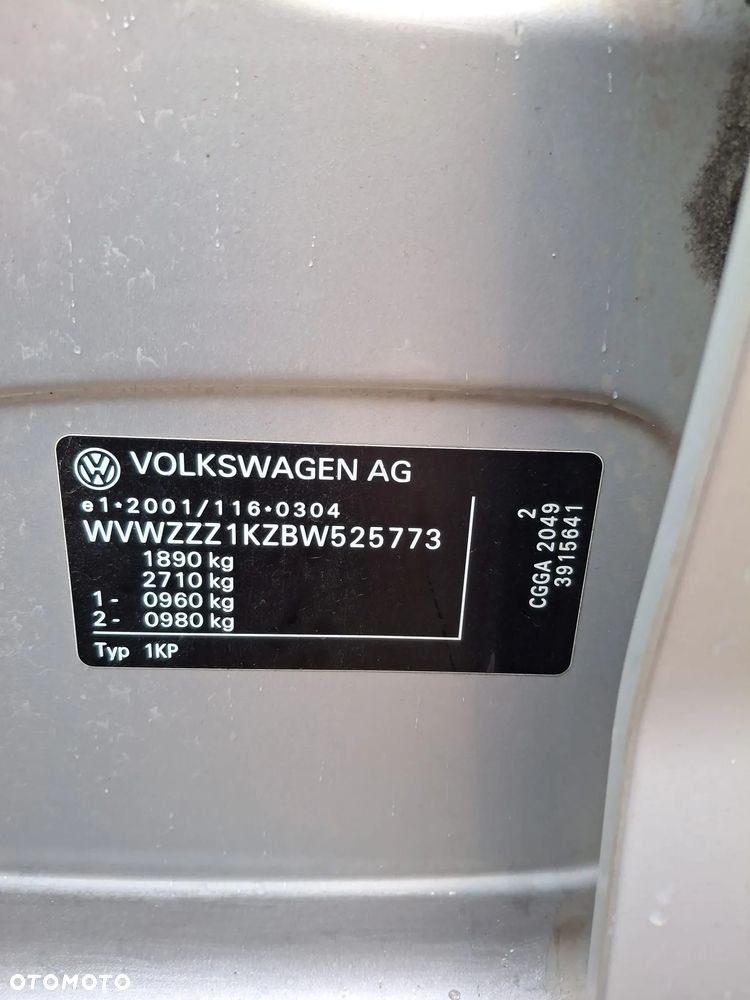 VOLKSWAGEN AG
e1*2001/116*0304
WVWZZZ1KZBW525773
1890 kg
2710 kg
1- 0960 kg
2- 0980 kg
Typ 1KP
2
CGGA 2049
3915641
OTOMOTO